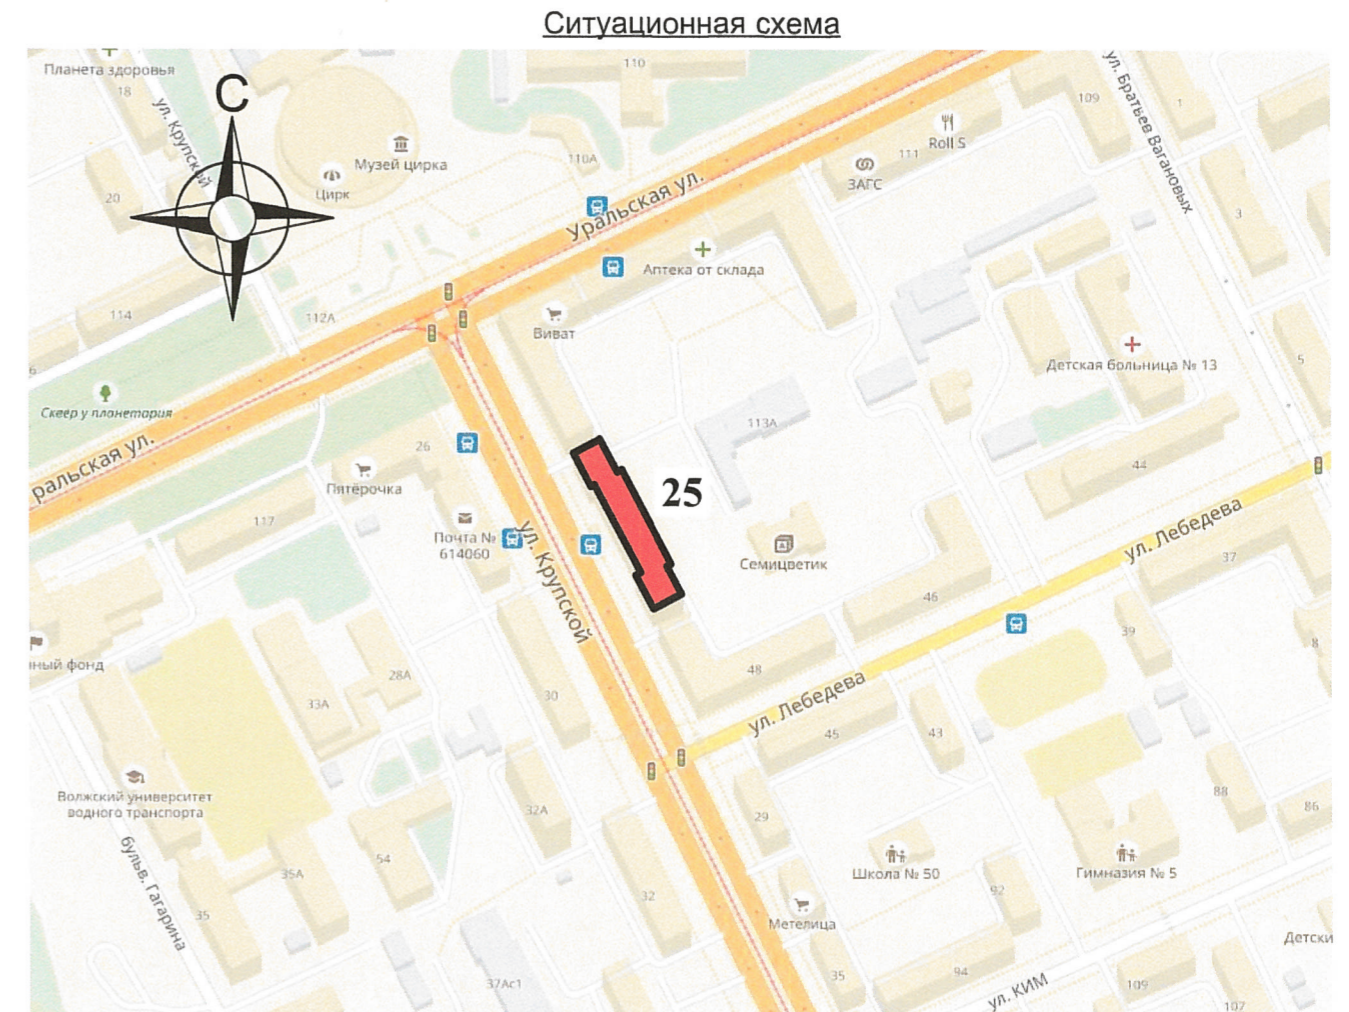 Ситуационная схема
Планета здоровья
18
110
ул. Крупской
С
109
1
ул. Братьев Вагановых
Roll S
111
Музей цирка
110А
ЗАГС
Цирк
20
Уральская ул.
3
Аптека от склада
114
112А
Виват
6
Детская больница № 13
5
Сквер у планетария
113А
26
ральская ул.
Пятёрочка
44
25
117
Почта №
614060
ул. Крупской
Семицветик
ул. Лебедева
37
46
39
8
ный фонд
28А
48
33А
30
ул. Лебедева
45
43
Волжский университет
водного транспорта
32А
29
88
86
бульв. Гагарина
54
35А
Школа № 50
Гимназия № 5
32
92
35
Метелица
Детски
94
35
37Ас1
ул. КИМ
109
107